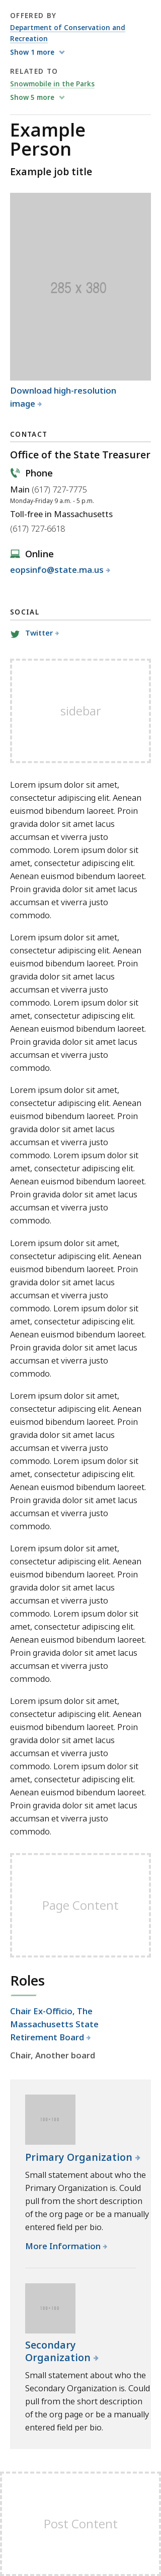 OFFERED BY
Department of Conservation and
Recreation
Show 1 more
RELATED TO
Snowmobile in the Parks
Show 5 more
Example
Person
Example job title
285 x 380
Download high-resolution
image
CONTACT
Office of the State Treasurer
Phone
Main (617) 727-7775
Monday-Friday 9 a.m. - 5 p.m.
Toll-free in Massachusetts
(617) 727-6618
Online
eopsinfo@state.ma.us
SOCIAL
Twitter
sidebar
Lorem ipsum dolor sit amet,
consectetur adipiscing elit. Aenean
euismod bibendum laoreet. Proin
gravida dolor sit amet lacus
accumsan et viverra justo
commodo. Lorem ipsum dolor sit
amet, consectetur adipiscing elit.
Aenean euismod bibendum laoreet.
Proin gravida dolor sit amet lacus
accumsan et viverra justo
commodo.
Lorem ipsum dolor sit amet,
consectetur adipiscing elit. Aenean
euismod bibendum laoreet. Proin
gravida dolor sit amet lacus
accumsan et viverra justo
commodo. Lorem ipsum dolor sit
amet, consectetur adipiscing elit.
Aenean euismod bibendum laoreet.
Proin gravida dolor sit amet lacus
accumsan et viverra justo
commodo.
Lorem ipsum dolor sit amet,
consectetur adipiscing elit. Aenean
euismod bibendum laoreet. Proin
gravida dolor sit amet lacus
accumsan et viverra justo
commodo. Lorem ipsum dolor sit
amet, consectetur adipiscing elit.
Aenean euismod bibendum laoreet.
Proin gravida dolor sit amet lacus
accumsan et viverra justo
commodo.
Lorem ipsum dolor sit amet,
consectetur adipiscing elit. Aenean
euismod bibendum laoreet. Proin
gravida dolor sit amet lacus
accumsan et viverra justo
commodo. Lorem ipsum dolor sit
amet, consectetur adipiscing elit.
Aenean euismod bibendum laoreet.
Proin gravida dolor sit amet lacus
accumsan et viverra justo
commodo.
Lorem ipsum dolor sit amet,
consectetur adipiscing elit. Aenean
euismod bibendum laoreet. Proin
gravida dolor sit amet lacus
accumsan et viverra justo
commodo. Lorem ipsum dolor sit
amet, consectetur adipiscing elit.
Aenean euismod bibendum laoreet.
Proin gravida dolor sit amet lacus
accumsan et viverra justo
commodo.
Lorem ipsum dolor sit amet,
consectetur adipiscing elit. Aenean
euismod bibendum laoreet. Proin
gravida dolor sit amet lacus
accumsan et viverra justo
commodo. Lorem ipsum dolor sit
amet, consectetur adipiscing elit.
Aenean euismod bibendum laoreet.
Proin gravida dolor sit amet lacus
accumsan et viverra justo
commodo.
Lorem ipsum dolor sit amet,
consectetur adipiscing elit. Aenean
euismod bibendum laoreet. Proin
gravida dolor sit amet lacus
accumsan et viverra justo
commodo. Lorem ipsum dolor sit
amet, consectetur adipiscing elit.
Aenean euismod bibendum laoreet.
Proin gravida dolor sit amet lacus
accumsan et viverra justo
commodo.
Page Content
Roles
Chair Ex-Officio, The
Massachusetts State
Retirement Board
Chair, Another board
Primary Organization
Small statement about who the
Primary Organization is. Could
pull from the short description
of the org page or be a manually
entered field per bio.
More Information
Secondary
Organization
Small statement about who the
Secondary Organization is. Could
pull from the short description
of the org page or be a manually
entered field per bio.
Post Content